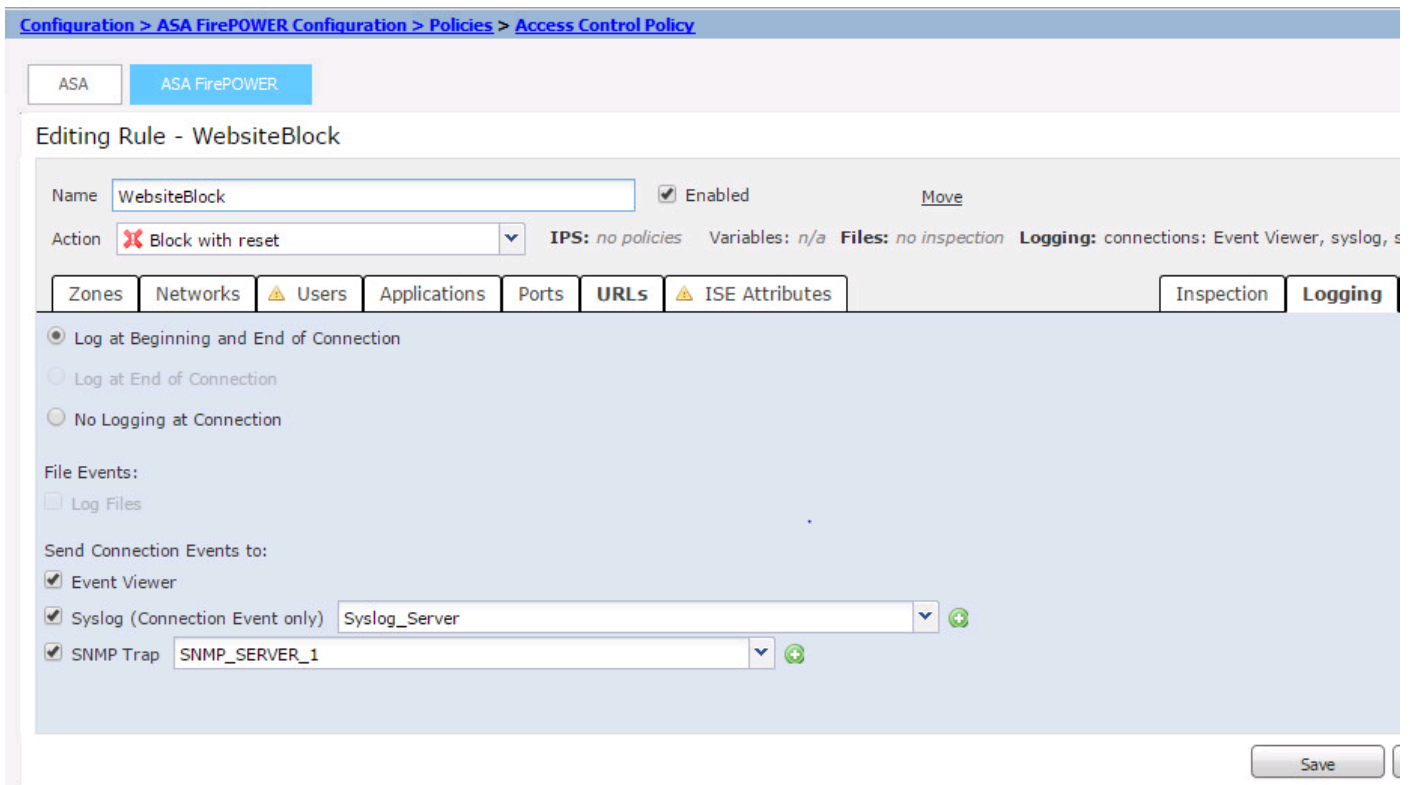 Configuration > ASA FirePOWER Configuration > Policies > Access Control Policy
ASA ASA FirePOWER
Editing Rule - WebsiteBlock
Name WebsiteBlock Enabled Move
Action Block with reset IPS: no policies Variables: n/a Files: no inspection Logging: connections: Event Viewer, syslog, s
Zones Networks Users Applications Ports URLs ISE Attributes Inspection Logging
Log at Beginning and End of Connection
Log at End of Connection
No Logging at Connection
File Events:
Log Files
Send Connection Events to:
Event Viewer
Syslog (Connection Event only) Syslog_Server
SNMP Trap SNMP_SERVER_1
Save